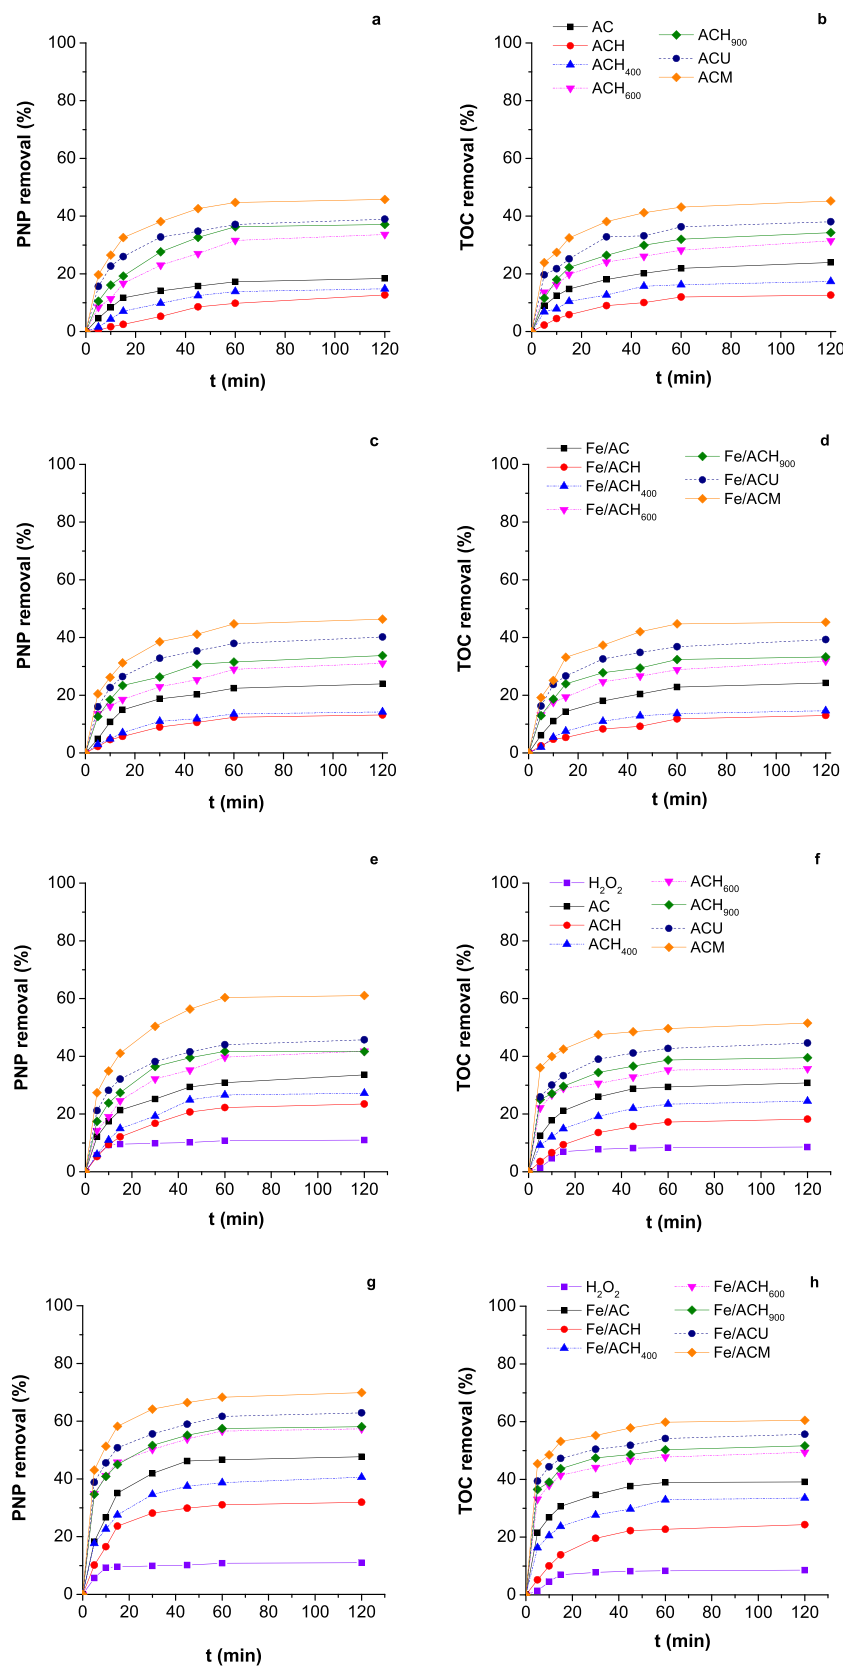 a
100
80
60
40
20
0
0 20 40 60 80 100 120
PNP removal (%)
t (min)
b
AC
ACH
ACH400
ACH600
ACH900
ACU
ACM
100
80
60
40
20
0
0 20 40 60 80 100 120
TOC removal (%)
t (min)
c
100
80
60
40
20
0
0 20 40 60 80 100 120
PNP removal (%)
t (min)
d
Fe/AC
Fe/ACH
Fe/ACH400
Fe/ACH600
Fe/ACH900
Fe/ACU
Fe/ACM
100
80
60
40
20
0
0 20 40 60 80 100 120
TOC removal (%)
t (min)
e
100
80
60
40
20
0
0 20 40 60 80 100 120
PNP removal (%)
t (min)
f
H2O2
AC
ACH
ACH400
ACH600
ACH900
ACU
ACM
100
80
60
40
20
0
0 20 40 60 80 100 120
TOC removal (%)
t (min)
g
100
80
60
40
20
0
0 20 40 60 80 100 120
PNP removal (%)
t (min)
h
H2O2
Fe/AC
Fe/ACH
Fe/ACH400
Fe/ACH600
Fe/ACH900
Fe/ACU
Fe/ACM
100
80
60
40
20
0
0 20 40 60 80 100 120
TOC removal (%)
t (min)